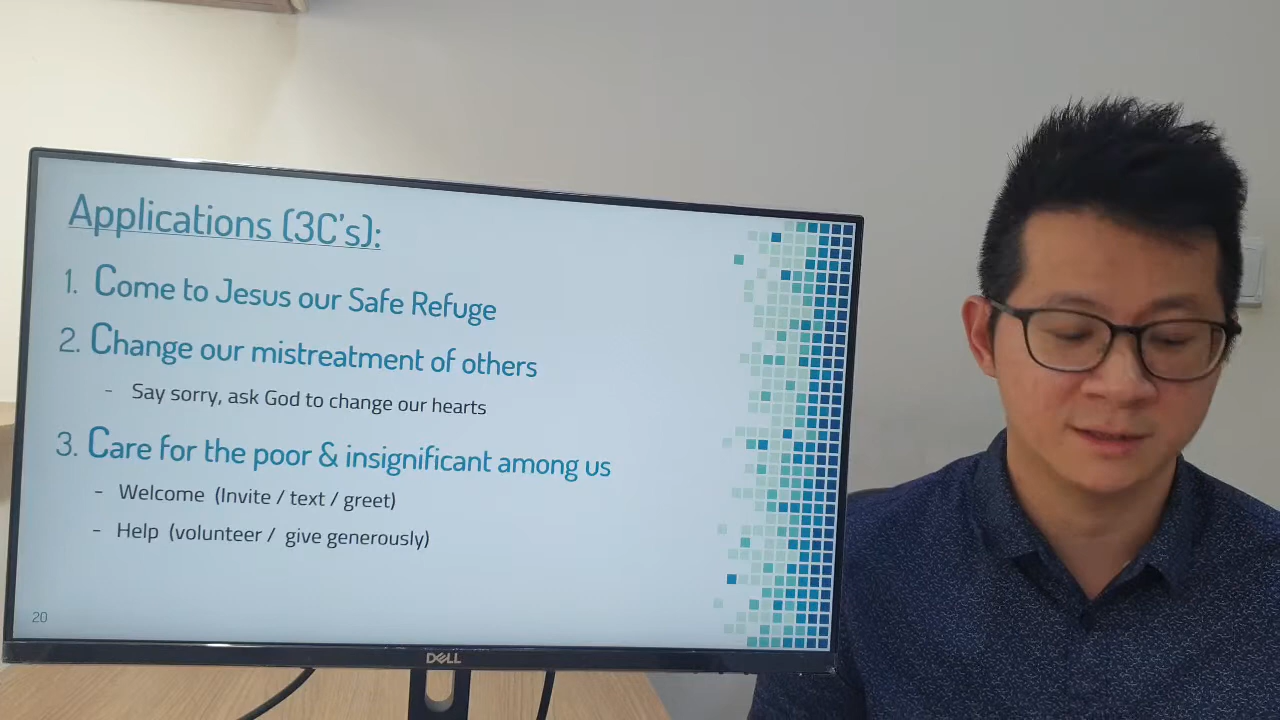 Applications (3C's):
1. Come to Jesus our Safe Refuge
2. Change our mistreatment of others
- Say sorry, ask God to change our hearts
3. Care for the poor & insignificant among us
- Welcome (Invite / text / greet)
- Help (volunteer / give generously)
20
DELL